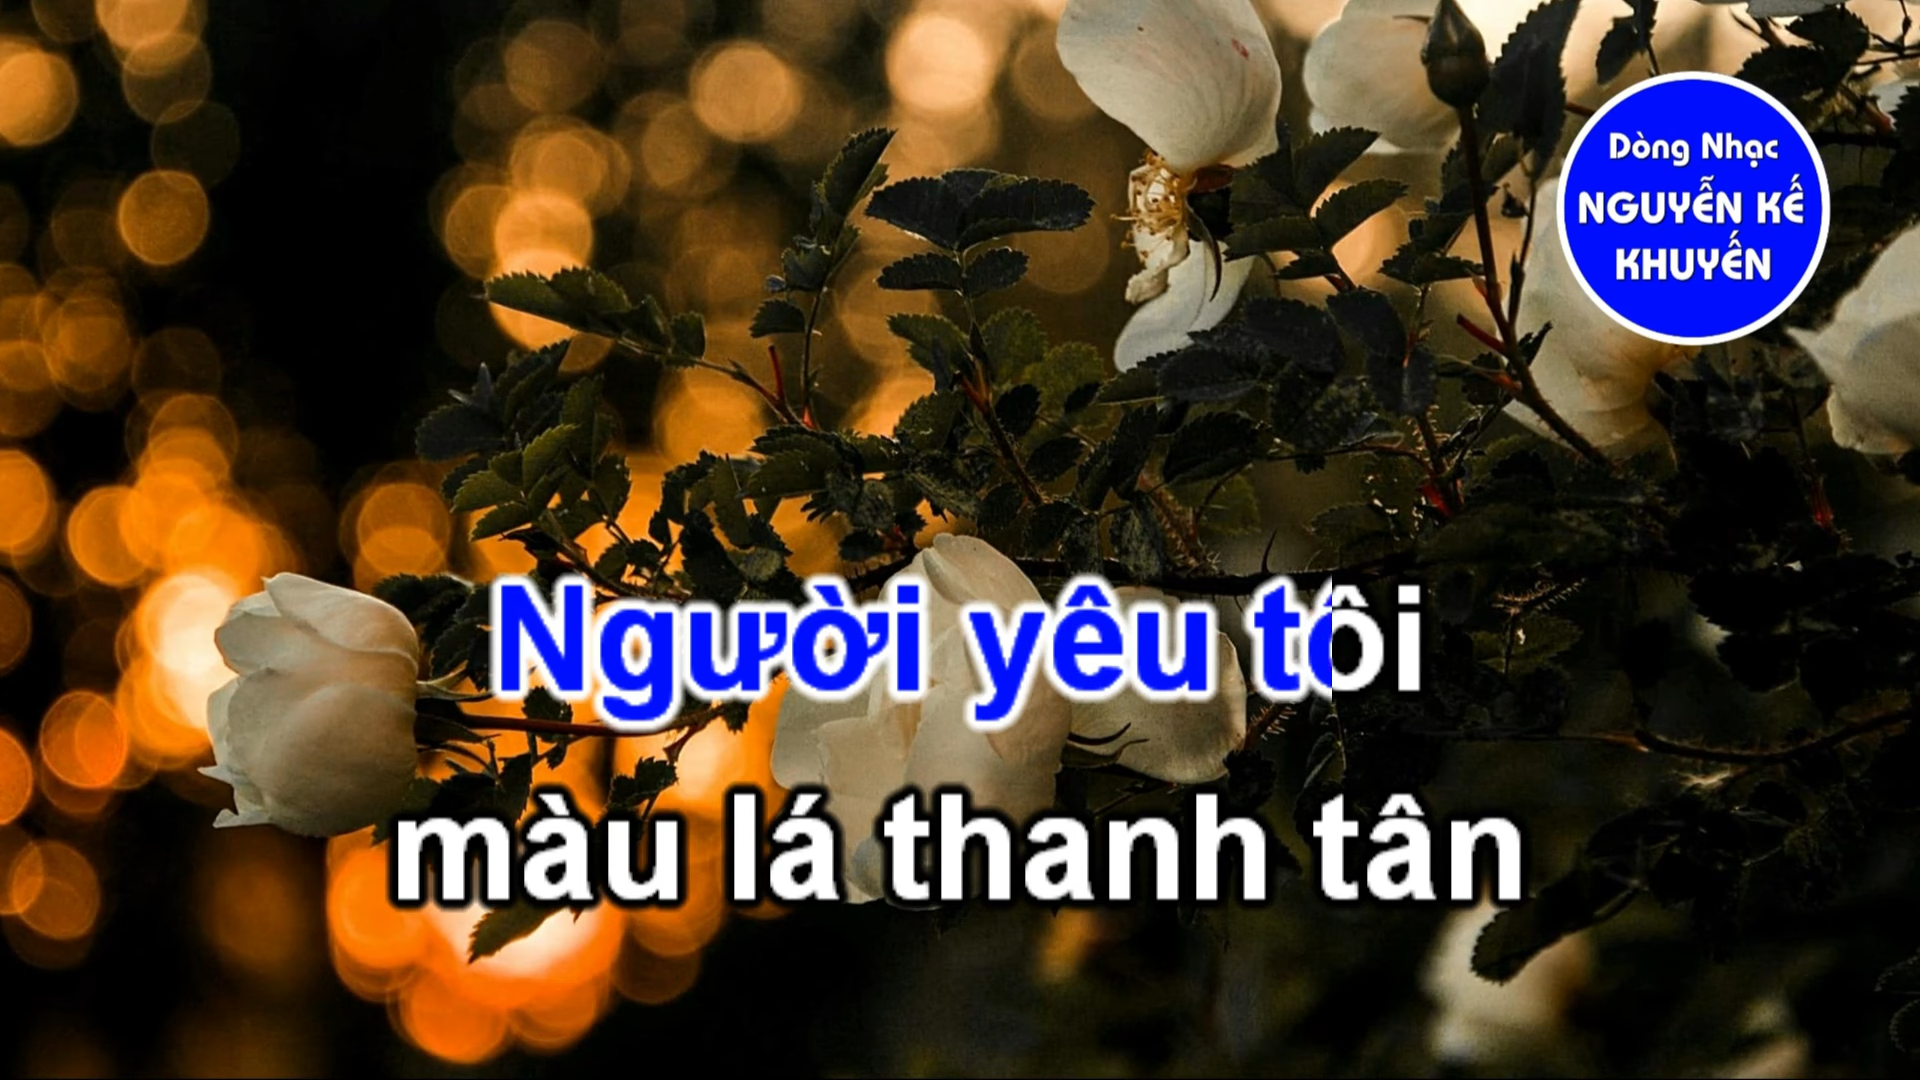 Dòng Nhạc
NGUYỄN KẾ
KHUYẾN
Người yêu tôi
màu lá thanh tân